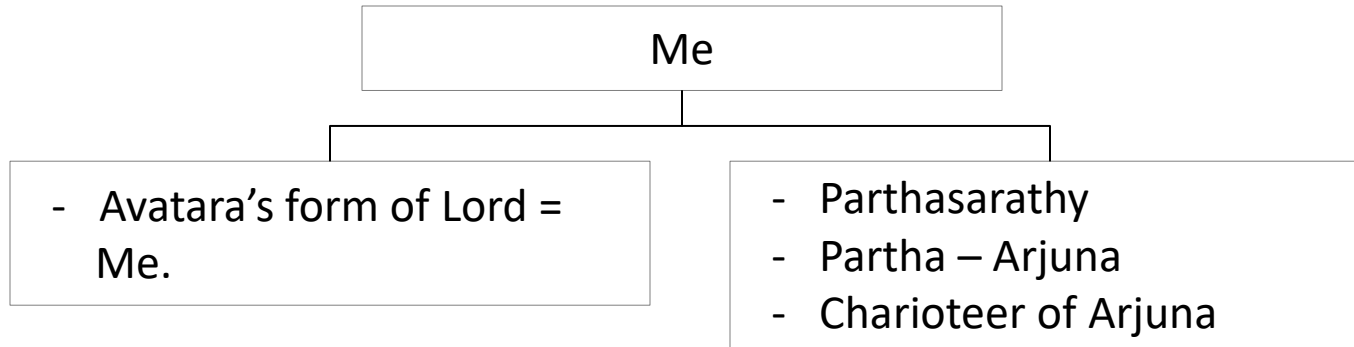 Me
- Avatara’s form of Lord =
Me.
- Parthasarathy
- Partha – Arjuna
- Charioteer of Arjuna